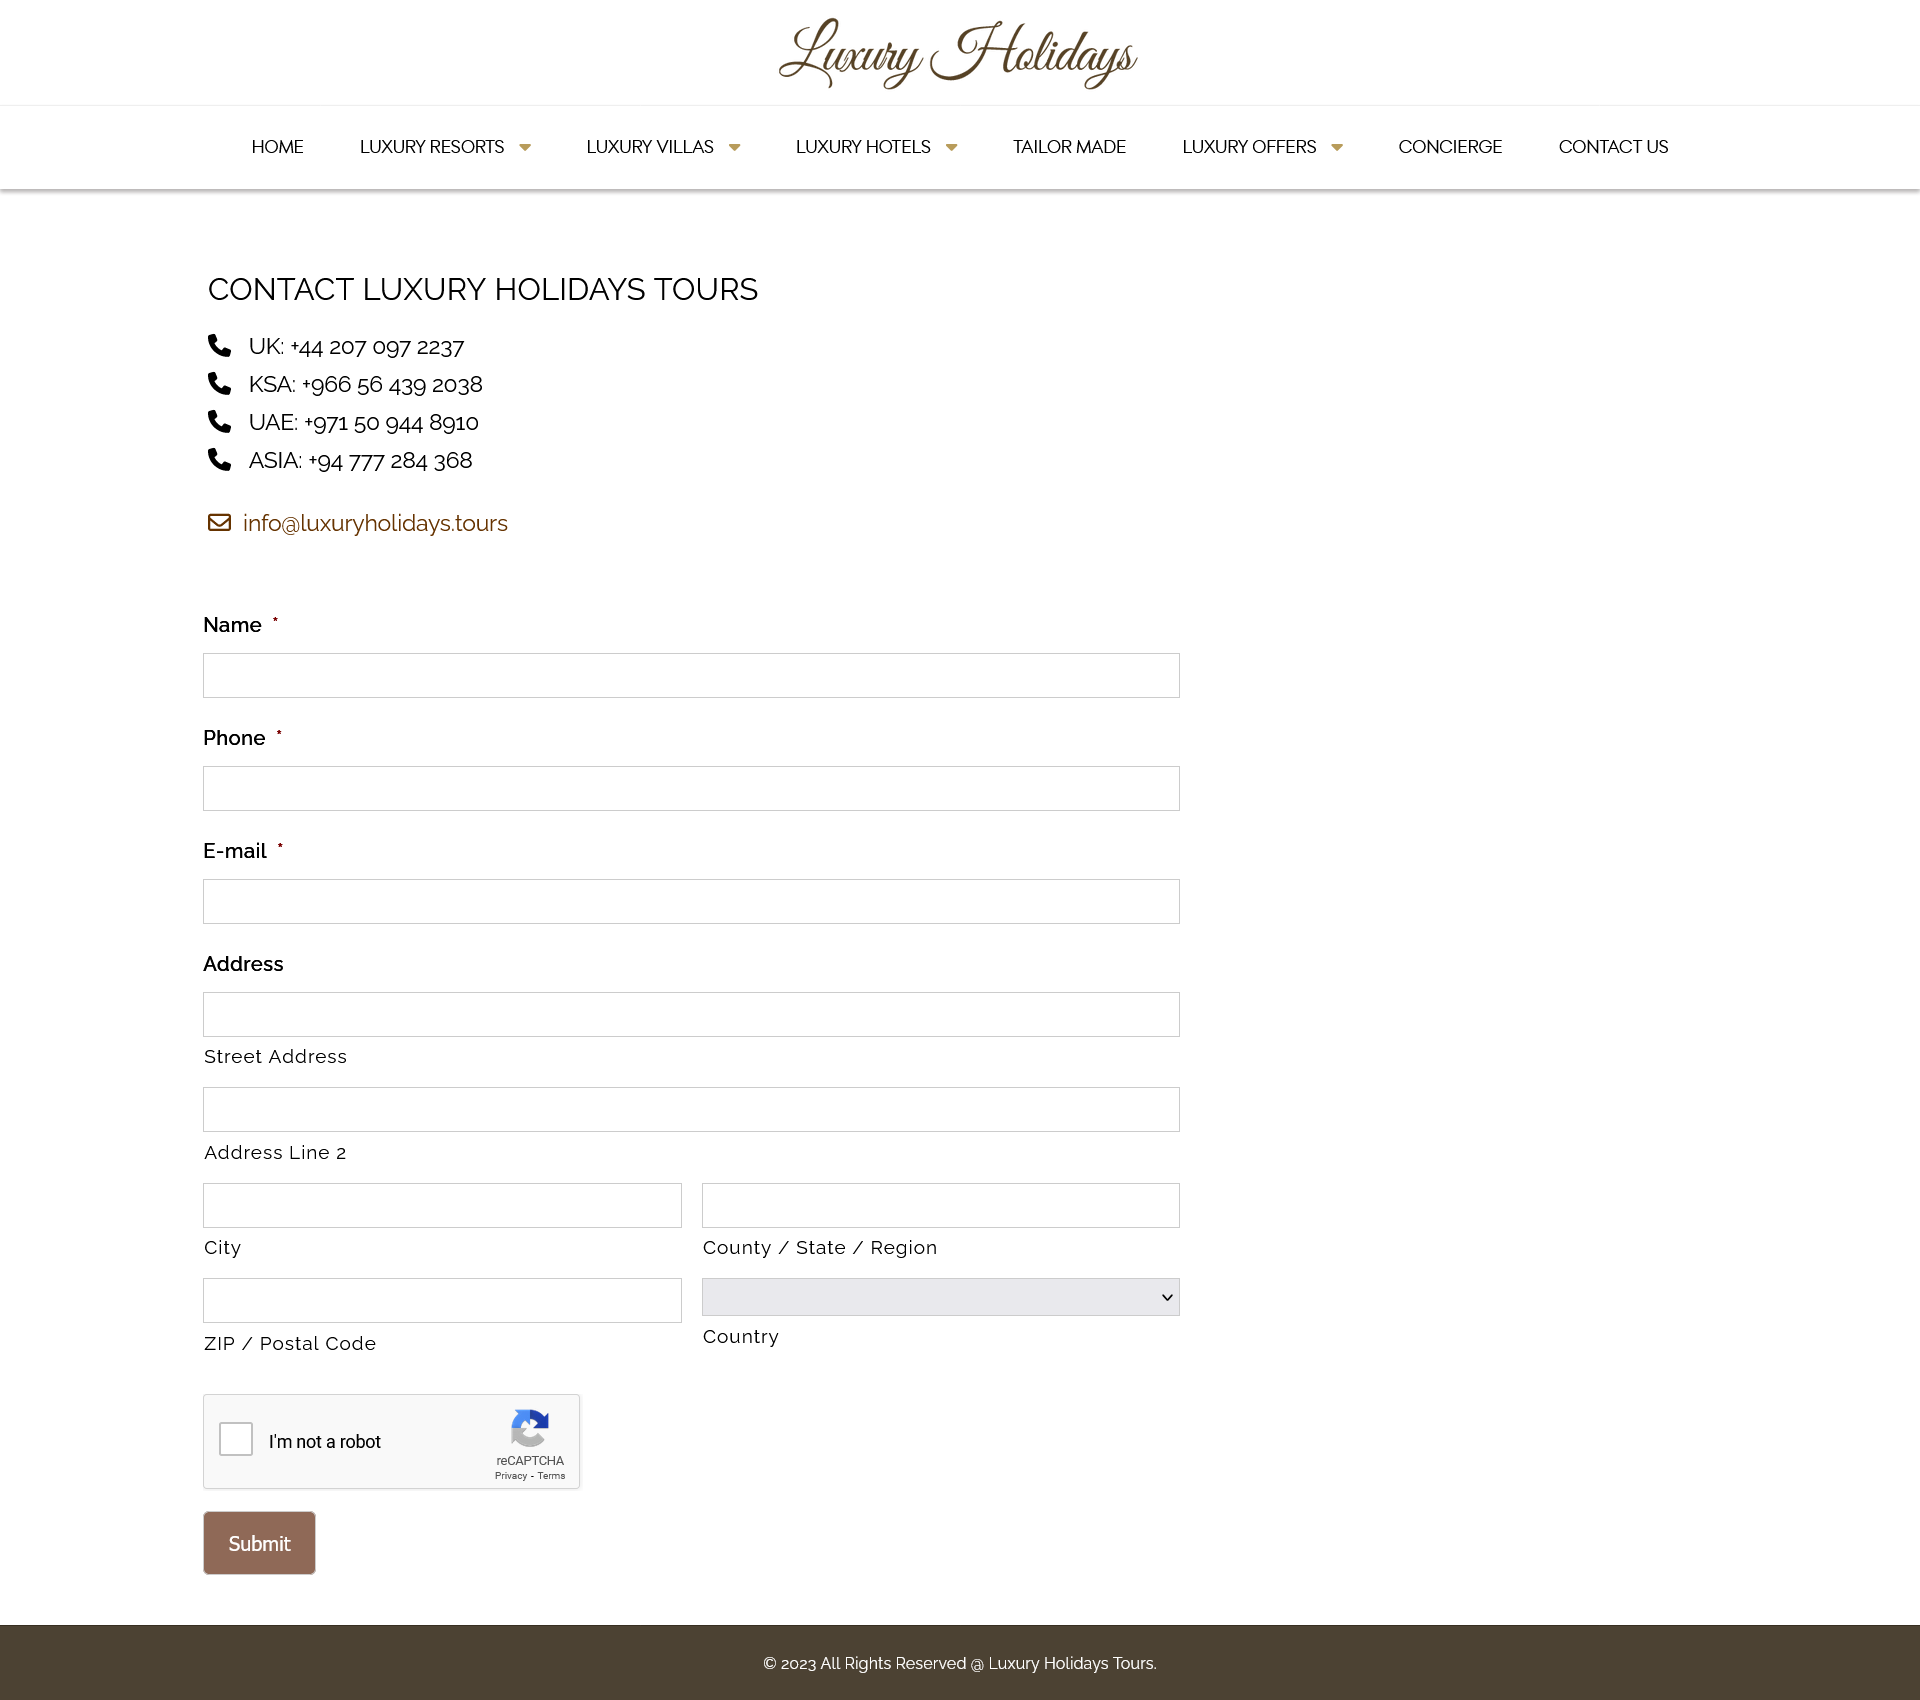 Luxury Holidays
HOME LUXURY RESORTS LUXURY VILLAS LUXURY HOTELS TAILOR MADE LUXURY OFFERS CONCIERGE CONTACT US
CONTACT LUXURY HOLIDAYS TOURS
UK: +44 207 097 2237
KSA: +966 56 439 2038
UAE: +971 50 944 8910
ASIA: +94 777 284 368
info@luxuryholidays.tours
Name *
Phone *
E-mail *
Address
Street Address
Address Line 2
City County / State / Region
ZIP / Postal Code Country
I'm not a robot
reCAPTCHA
Privacy - Terms
Submit
© 2023 All Rights Reserved @ Luxury Holidays Tours.